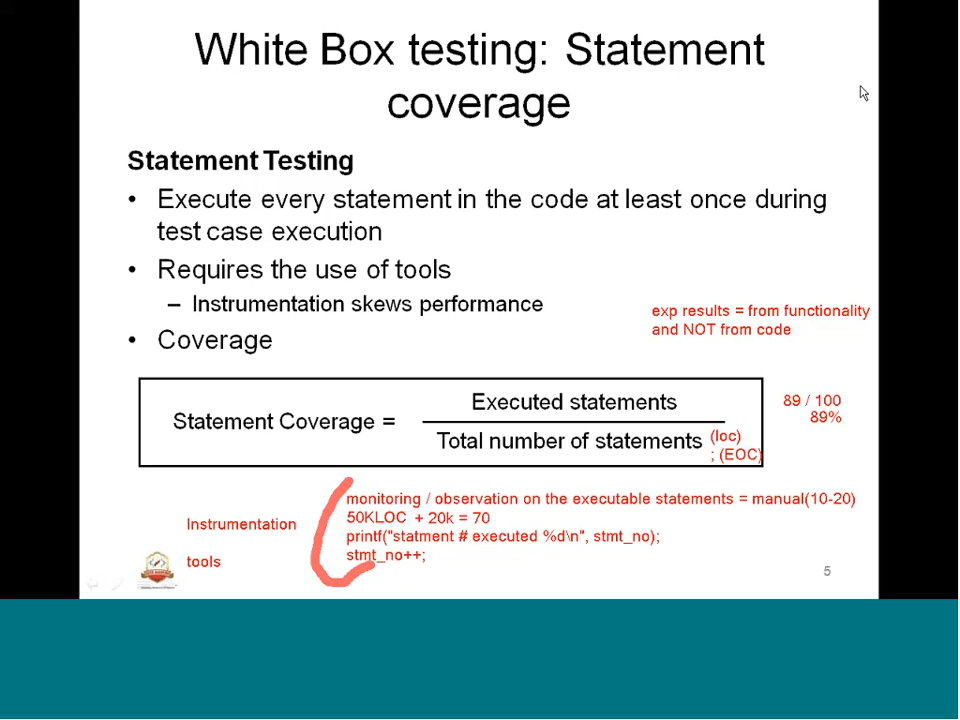 White Box testing: Statement
coverage
Statement Testing
• Execute every statement in the code at least once during
test case execution
• Requires the use of tools
– Instrumentation skews performance
exp results = from functionality
and NOT from code
• Coverage
Statement Coverage =
Executed statements
Total number of statements
(loc)
; (EOC)
89 / 100
89%
monitoring / observation on the executable statements = manual(10-20)
50KLOC + 20k = 70
printf("statment # executed %d\n", stmt_no);
stmt_no++;
Instrumentation
tools
5